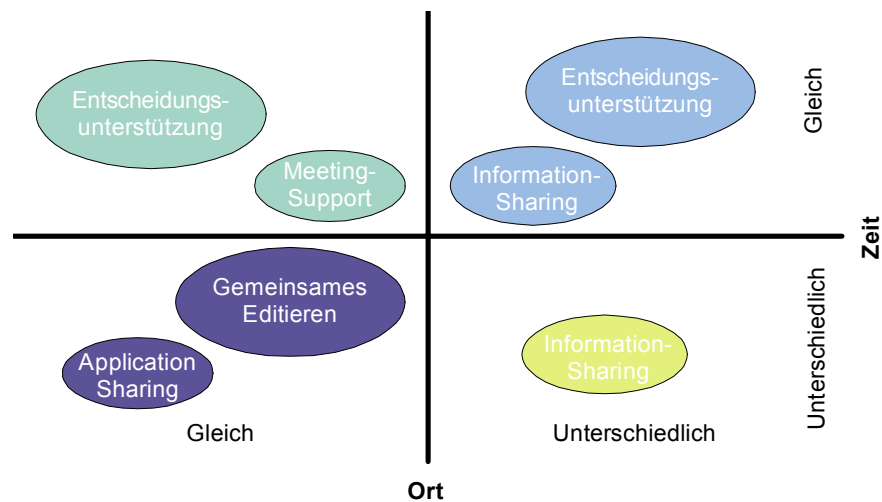 Entscheidungs-
unterstützung
Meeting-
Support
Entscheidungs-
unterstützung
Information-
Sharing
Gleich
Zeit
Gemeinsames
Editieren
Application
Sharing
Information-
Sharing
Unterschiedlich
Gleich
Unterschiedlich
Ort